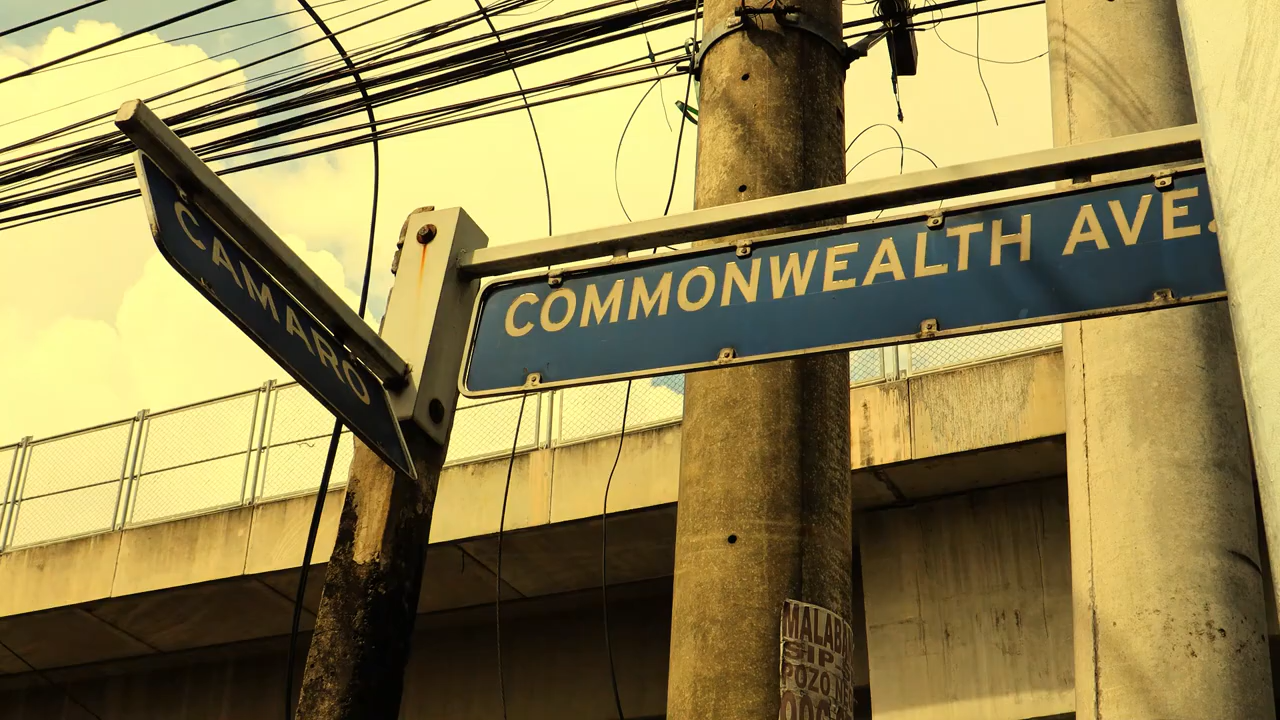 CAMARO
COMMONWEALTH AVE.
MALABA
SIP
POZO NE